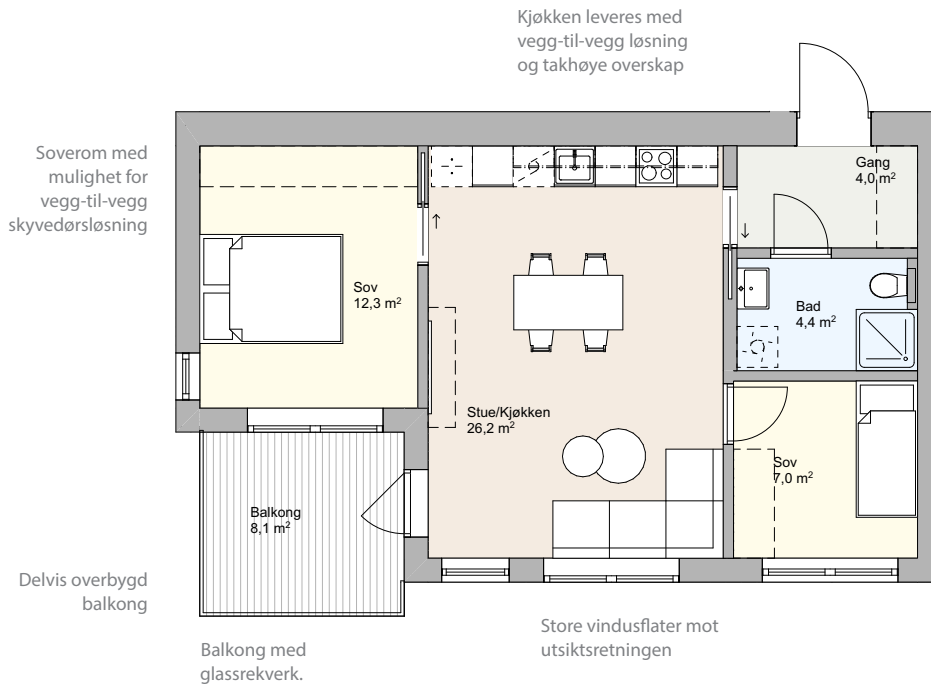 Kjøkken leveres med
vegg-til-vegg løsning
og takhøye overskap
Soverom med
mulighet for
vegg-til-vegg
skyvedørsløsning
Gang
4,0 m²
Sov
12,3 m²
Bad
4,4 m²
Stue/Kjøkken
26,2 m²
Sov
7,0 m²
Balkong
8,1 m²
Delvis overbygd
balkong
Balkong med
glassrekverk.
Store vindusflater mot
utsiktsretningen